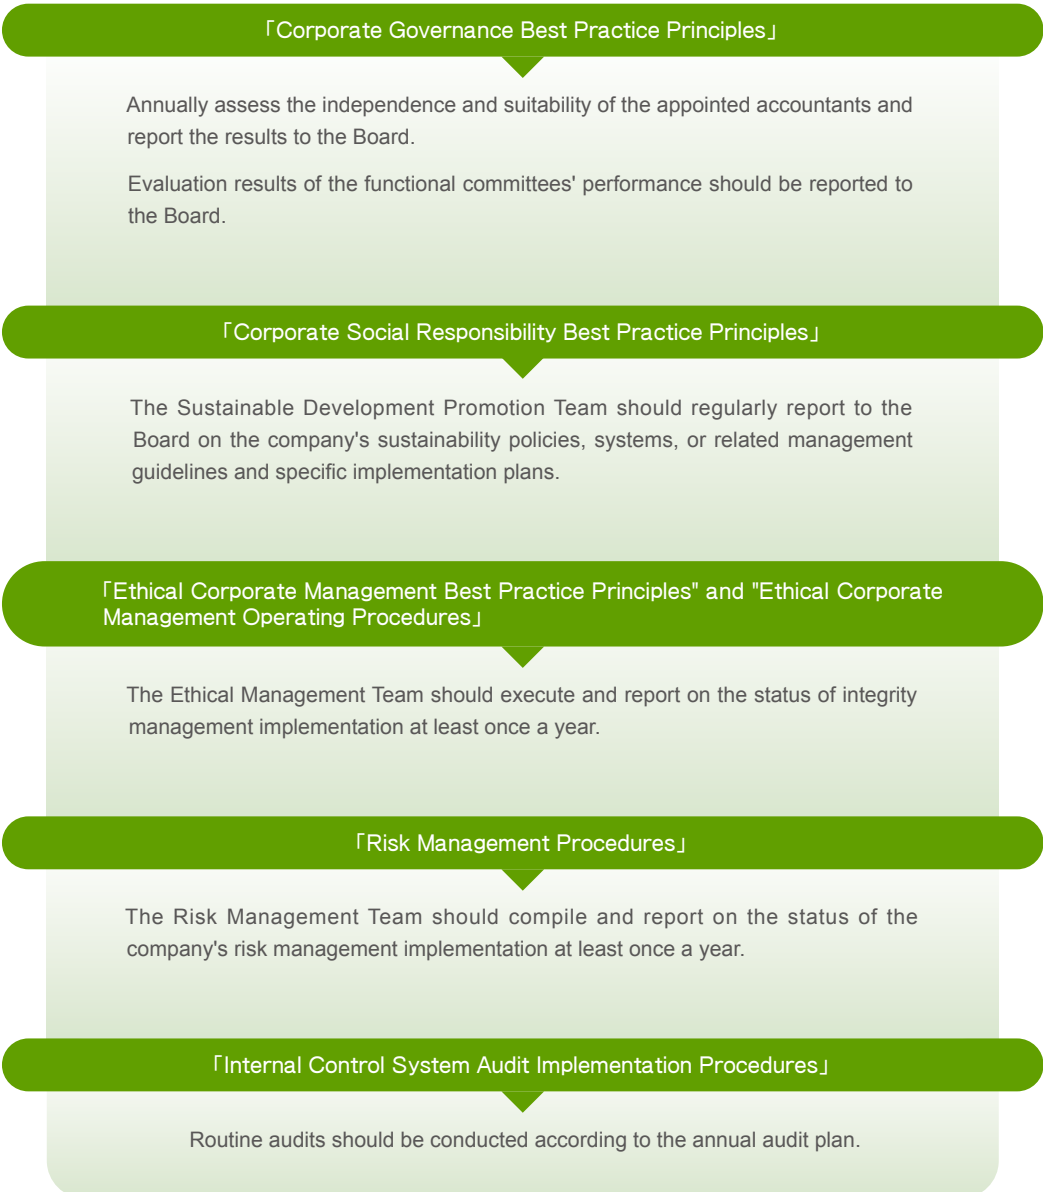 「Corporate Governance Best Practice Principles」
Annually assess the independence and suitability of the appointed accountants and
report the results to the Board.
Evaluation results of the functional committees' performance should be reported to
the Board.
「Corporate Social Responsibility Best Practice Principles」
The Sustainable Development Promotion Team should regularly report to the
Board on the company's sustainability policies, systems, or related management
guidelines and specific implementation plans.
「Ethical Corporate Management Best Practice Principles" and "Ethical Corporate
Management Operating Procedures」
The Ethical Management Team should execute and report on the status of integrity
management implementation at least once a year.
「Risk Management Procedures」
The Risk Management Team should compile and report on the status of the
company's risk management implementation at least once a year.
「Internal Control System Audit Implementation Procedures」
Routine audits should be conducted according to the annual audit plan.